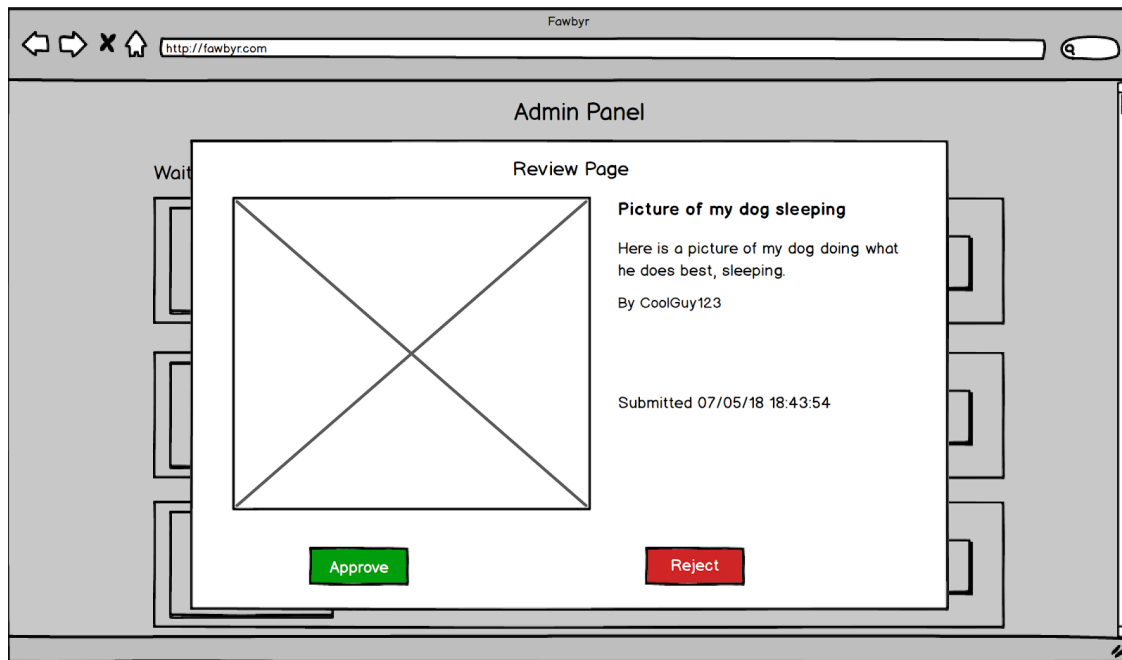 Fawbyr
http://fawbyr.com
Admin Panel
Wait
Review Page
Picture of my dog sleeping
Here is a picture of my dog doing what
he does best, sleeping.
By CoolGuy123
Submitted 07/05/18 18:43:54
Approve
Reject